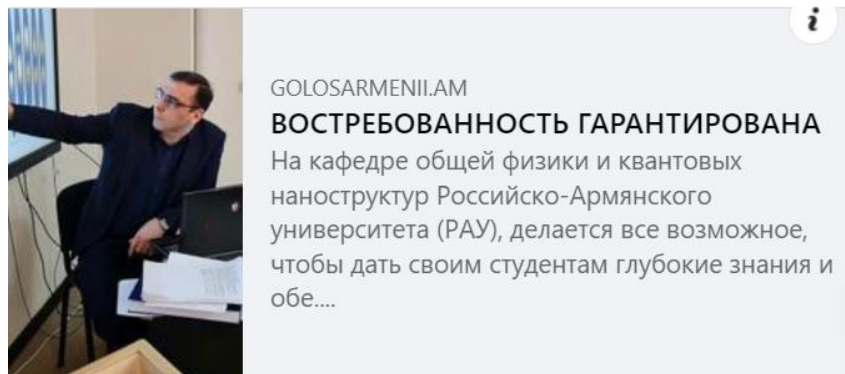 GOLOSARMENII.AM
ВОСТРЕБОВАННОСТЬ ГАРАНТИРОВАНА
На кафедре общей физики и квантовых
наноструктур Российско-Армянского
университета (РАУ), делается все возможное,
чтобы дать своим студентам глубокие знания и
обе....